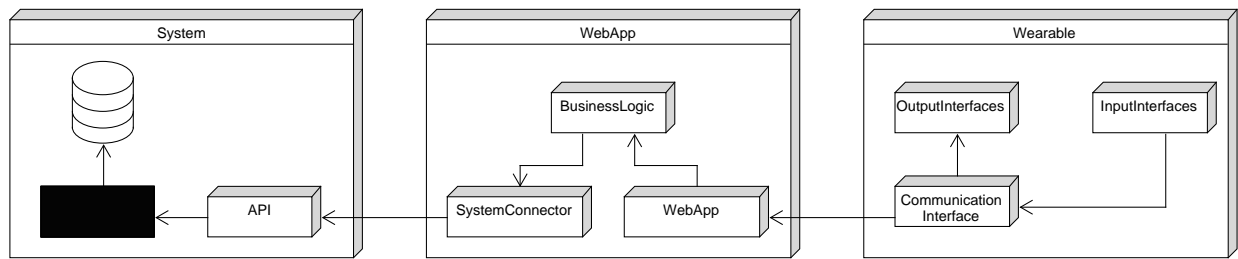 System
API
WebApp
BusinessLogic
SystemConnector
WebApp
Wearable
OutputInterfaces
InputInterfaces
Communication
Interface